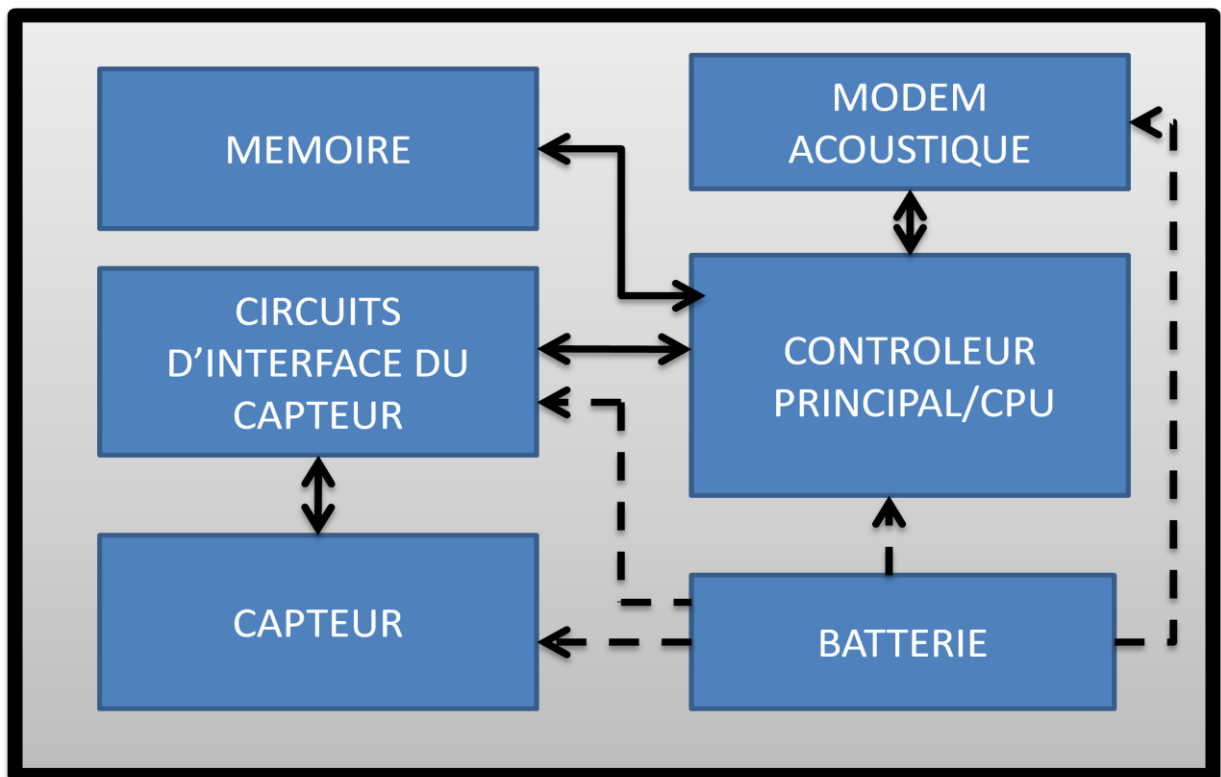 MEMOIRE
MODEM
ACOUSTIQUE
CIRCUITS
D’INTERFACE DU
CAPTEUR
CONTROLEUR
PRINCIPAL/CPU
CAPTEUR
BATTERIE